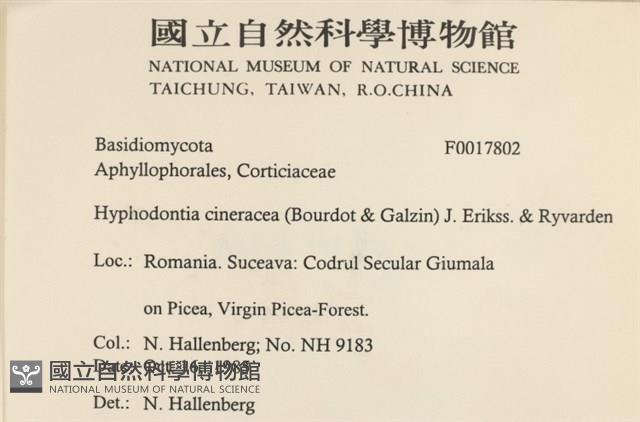 國立自然科學博物館
NATIONAL MUSEUM OF NATURAL SCIENCE
TAICHUNG, TAIWAN, R.O.CHINA
Basidiomycota F0017802
Aphyllophorales, Corticiaceae
Hyphodontia cineracea (Bourdot & Galzin) J. Erikss. & Ryvarden
Loc.: Romania. Suceava: Codrul Secular Giumala
on Picea, Virgin Picea-Forest.
Col.: N. Hallenberg; No. NH 9183
Date: Oct.
國立自然科學博物館
NATIONAL MUSEUM OF NATURAL SCIENCE
Det.: N. Hallenberg